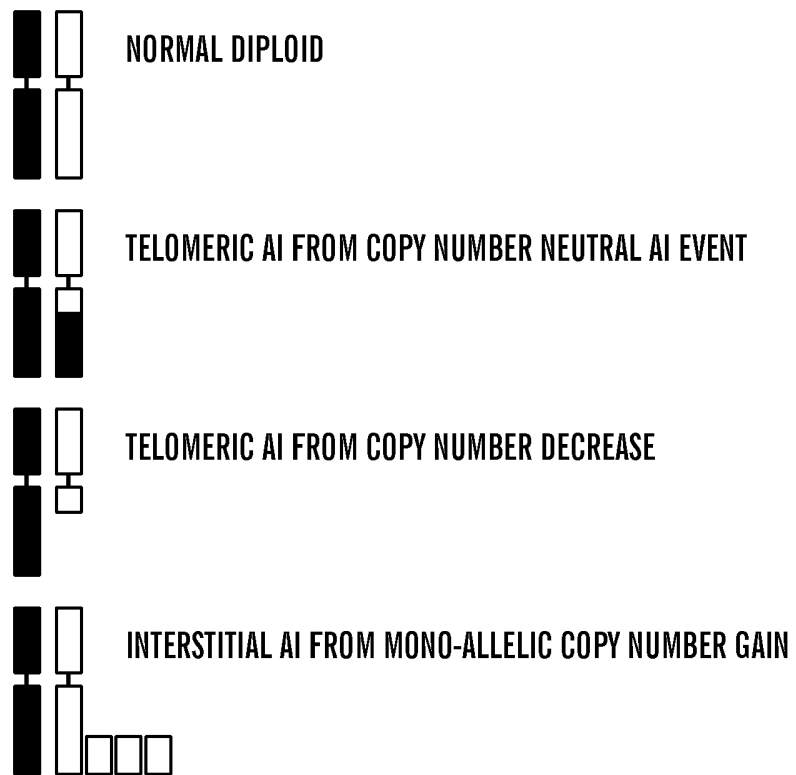 NORMAL DIPLOID
TELOMERIC AI FROM COPY NUMBER NEUTRAL AI EVENT
TELOMERIC AI FROM COPY NUMBER DECREASE
INTERSTITIAL AI FROM MONO-ALLELIC COPY NUMBER GAIN